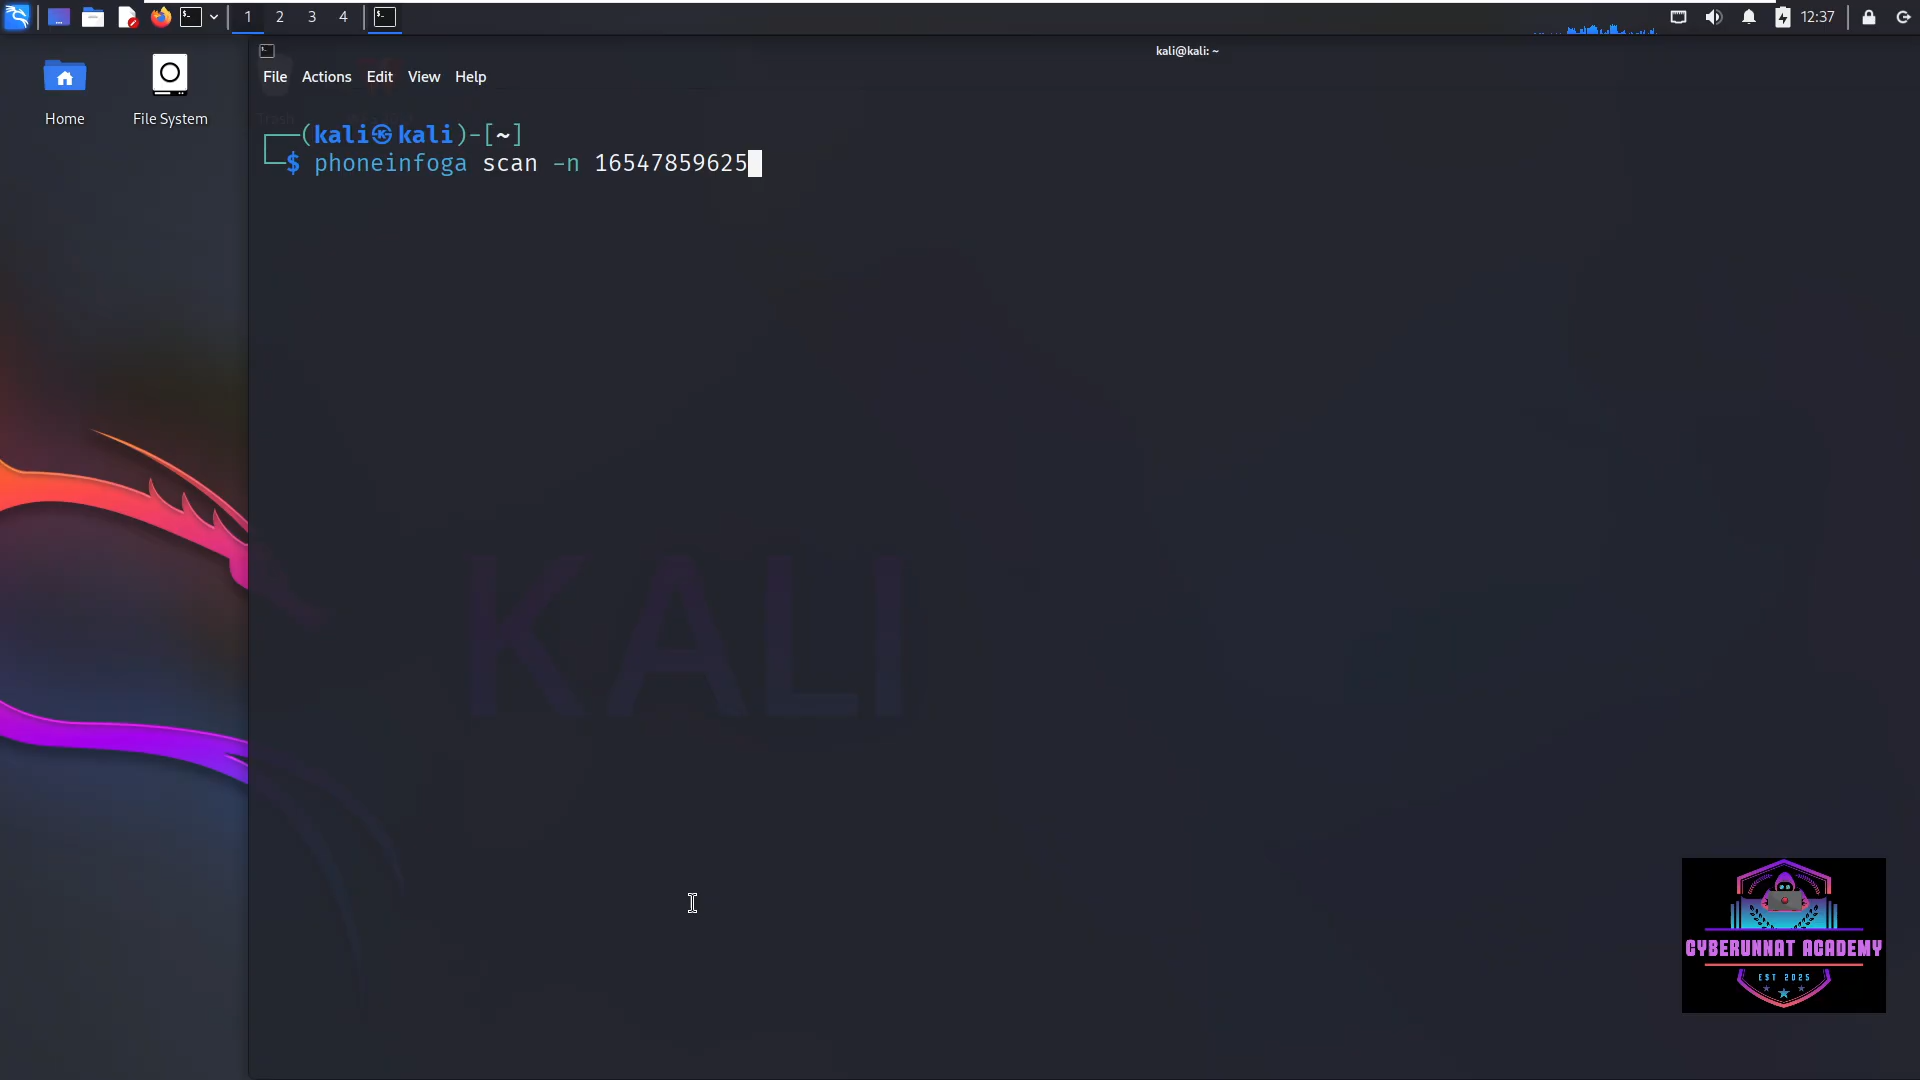 1 2 3 4 12:37
kali@kali: ~
File Actions Edit View Help
Home File System
┌──(kali㉿kali)-[~]
└─$ phoneinfoga scan -n 16547859625
KALI
CYBERUNNAT ACADEMY
EST 2025